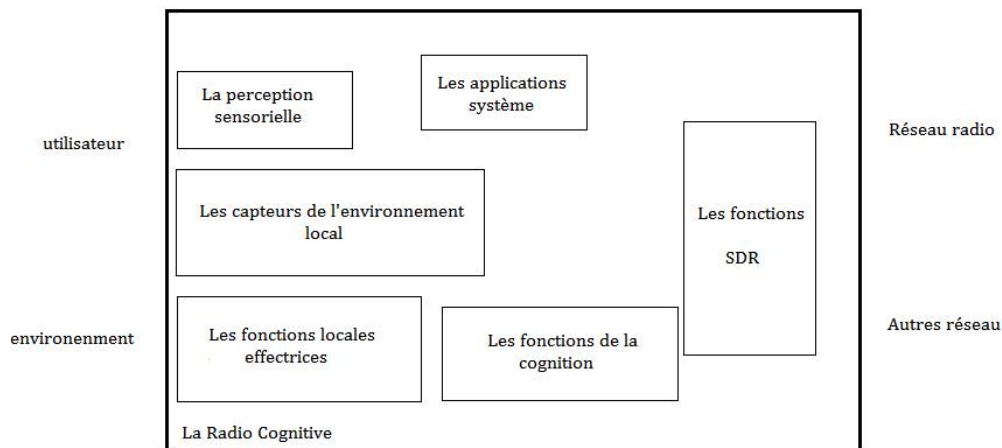 La perception
sensorielle
Les applications
système
utilisateur
Réseau radio
Les capteurs de l'environnement
local
Les fonctions
SDR
Les fonctions locales
effectrices
Les fonctions de la
cognition
environenment
Autres réseau
La Radio Cognitive